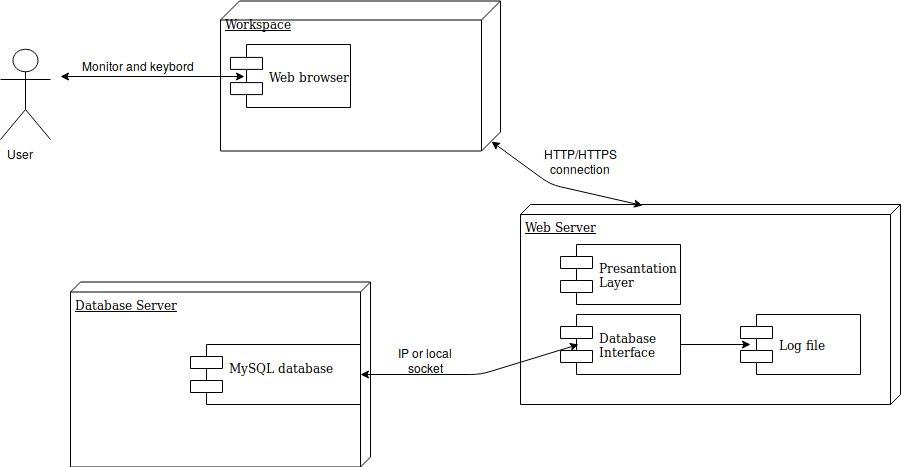 Workspace
Monitor and keybord
Web browser
User
HTTP/HTTPS
connection
Web Server
Presantation
Layer
Database Server
Database
Interface
Log file
IP or local
socket
MySQL database